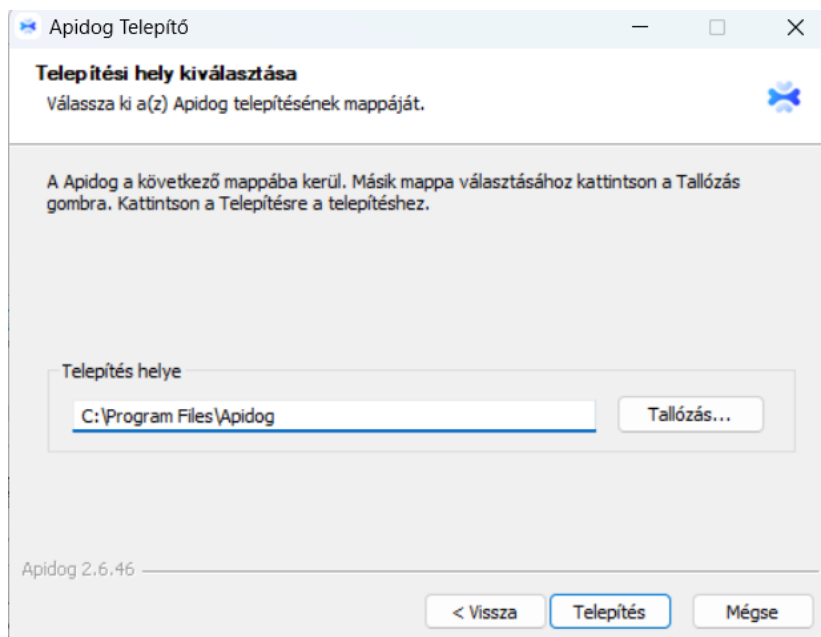 Apidog Telepítő
Telepítési hely kiválasztása
Válassza ki a(z) Apidog telepítésének mappáját.
A Apidog a következő mappába kerül. Másik mappa választásához kattintson a Tallózás
gombra. Kattintson a Telepítésre a telepítéshez.
Telepítés helye
C:\Program Files\Apidog
Tallózás...
Apidog 2.6.46
< Vissza
Telepítés
Mégse